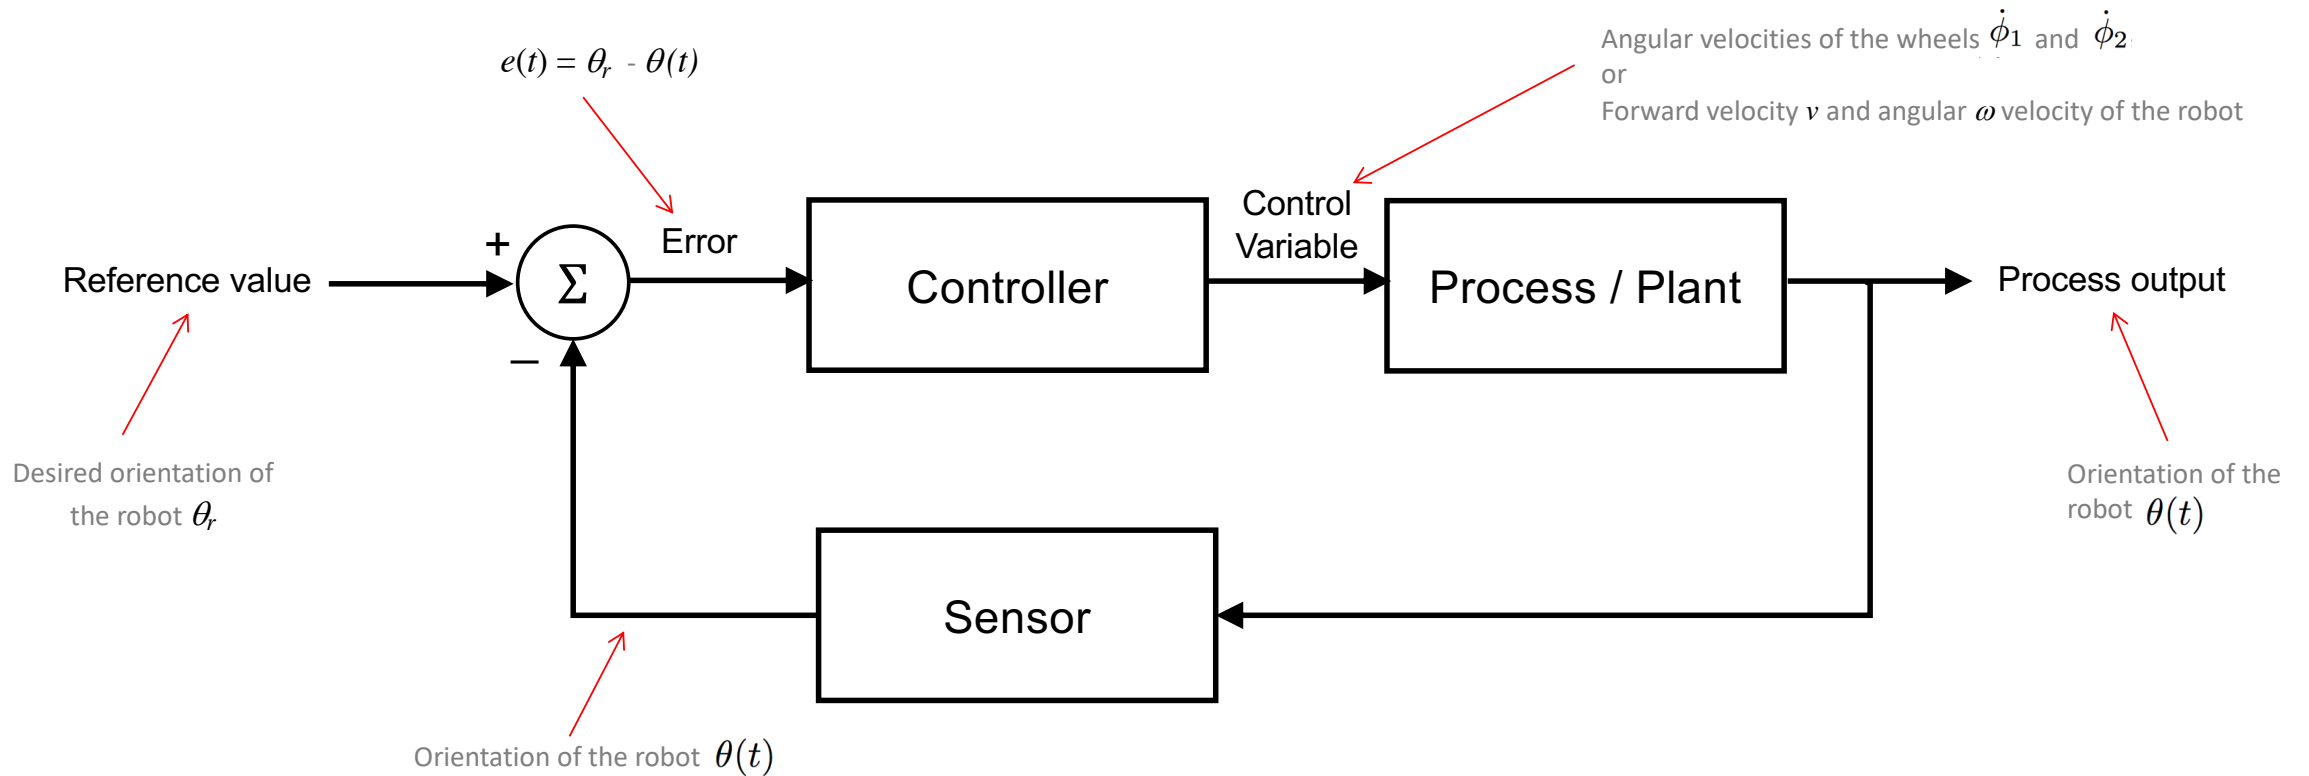 Angular velocities of the wheels ϕ̇₁ and ϕ̇₂
or
Forward velocity v and angular ω velocity of the robot
e(t) = θᵣ - θ(t)
Control
Variable
Error
+
Σ
−
Reference value
Controller
Process / Plant
Process output
Desired orientation of
the robot θᵣ
Orientation of the
robot θ(t)
Sensor
Orientation of the robot θ(t)